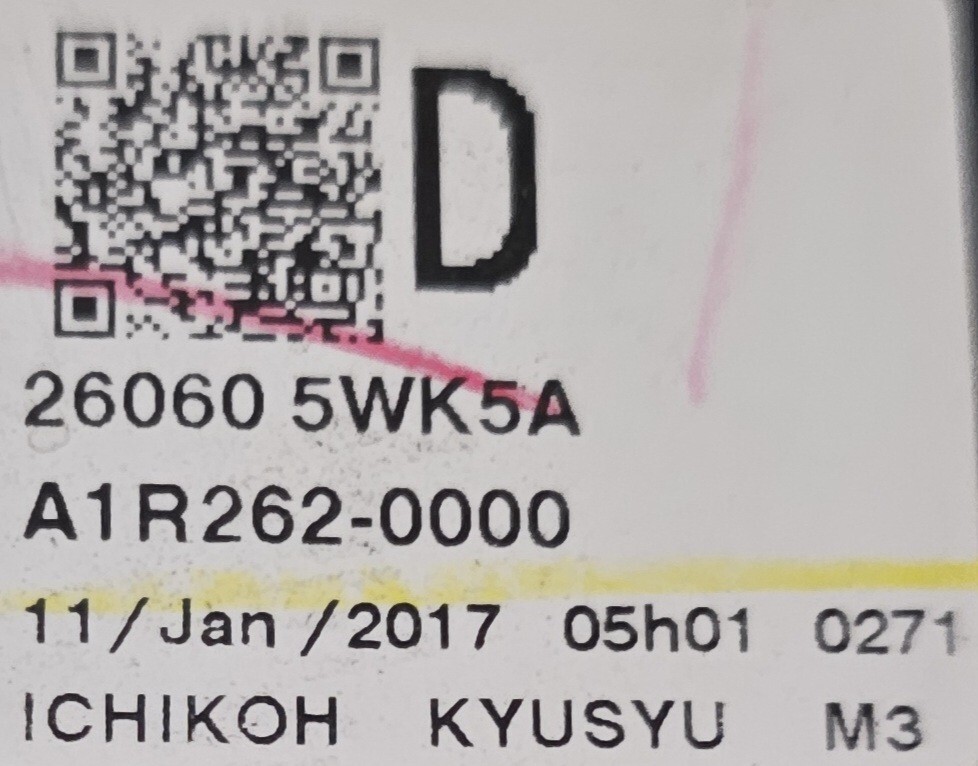 D
26060 5WK5A
A1R262-0000
11/Jan/2017 05h01 0271
ICHIKOH KYUSYU M3